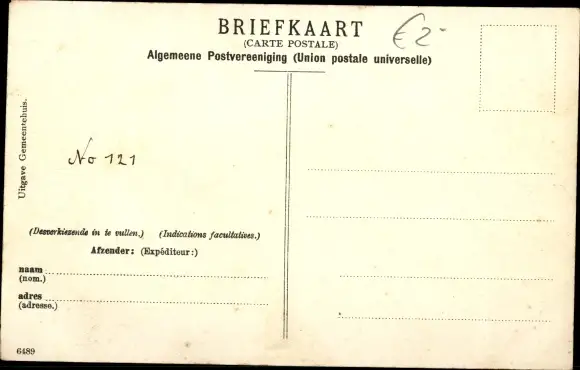 BRIEFKAART
(CARTE POSTALE)
Algemeene Postvereeniging (Union postale universelle)
€ 2-
Uitgave Gemeentehuis.
No 121
(Desverkiezende in te vullen.) (Indications facultatives.)
Afzender: (Expéditeur:)
naam
(nom.)
adres
(adresse.)
6489